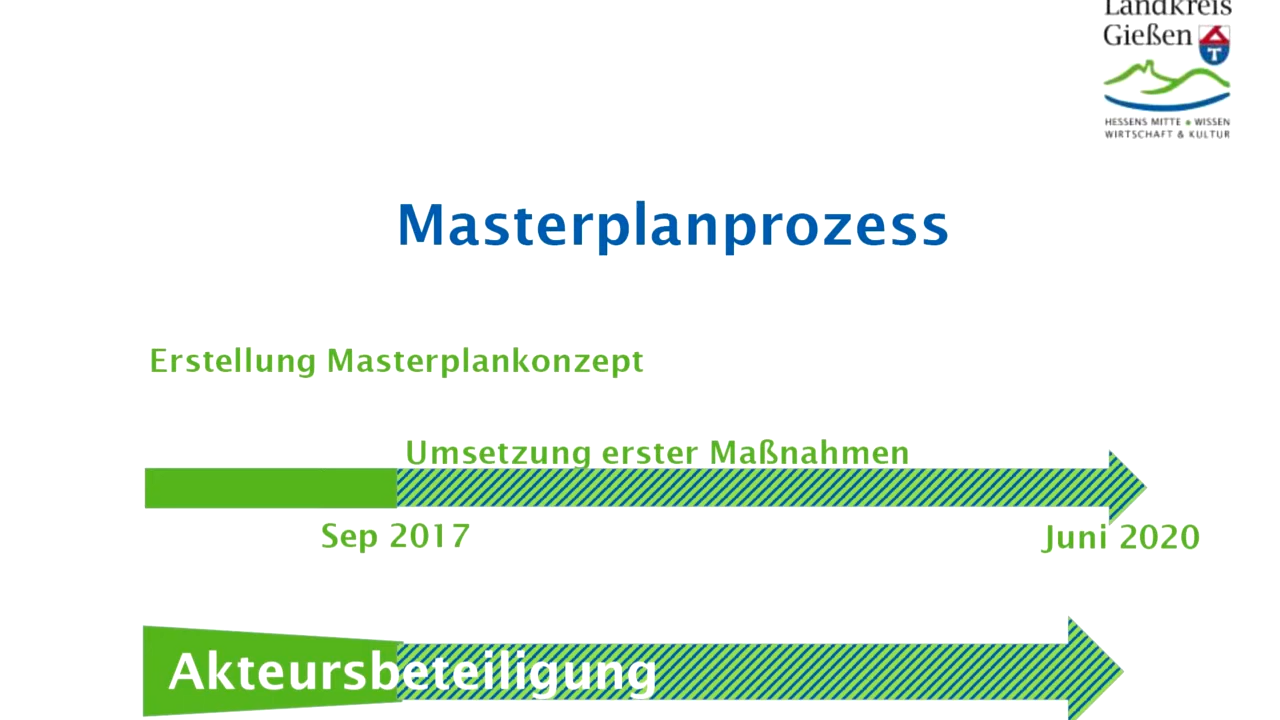 Landkreis
Gießen
HESSENS MITTE • WISSEN
WIRTSCHAFT & KULTUR
Masterplanprozess
Erstellung Masterplankonzept
Umsetzung erster Maßnahmen
Sep 2017
Juni 2020
Akteursbeteiligung